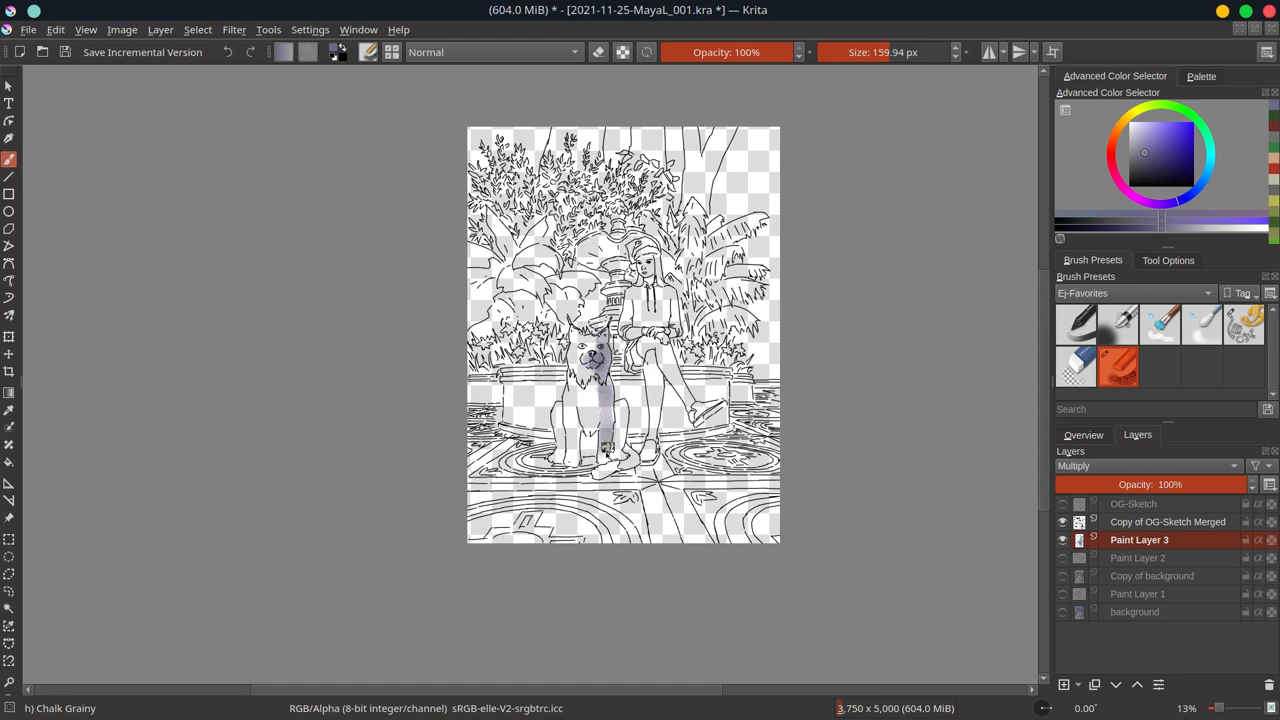 (604.0 MiB) * - [2021-11-25-MayaL_001.kra *] — Krita
File Edit View Image Layer Select Filter Tools Settings Window Help
Save Incremental Version
Normal
Opacity: 100%
Size: 159.94 px
Advanced Color Selector
Palette
Advanced Color Selector
Brush Presets
Tool Options
Brush Presets
Ej-Favorites
Tag
Search
Overview
Layers
Layers
Multiply
Opacity: 100%
OG-Sketch
Copy of OG-Sketch Merged
Paint Layer 3
Paint Layer 2
Copy of background
Paint Layer 1
background
h) Chalk Grainy
RGB/Alpha (8-bit integer/channel) sRGB-elle-V2-srgbtrc.icc
3,750 x 5,000 (604.0 MiB)
0.00°
13%